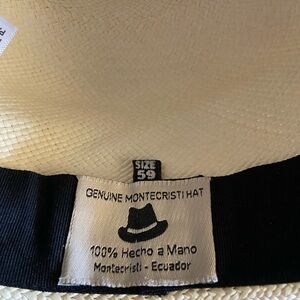 SIZE
59
GENUINE MONTECRISTI HAT
100% Hecho a Mano
Montecristi - Ecuador